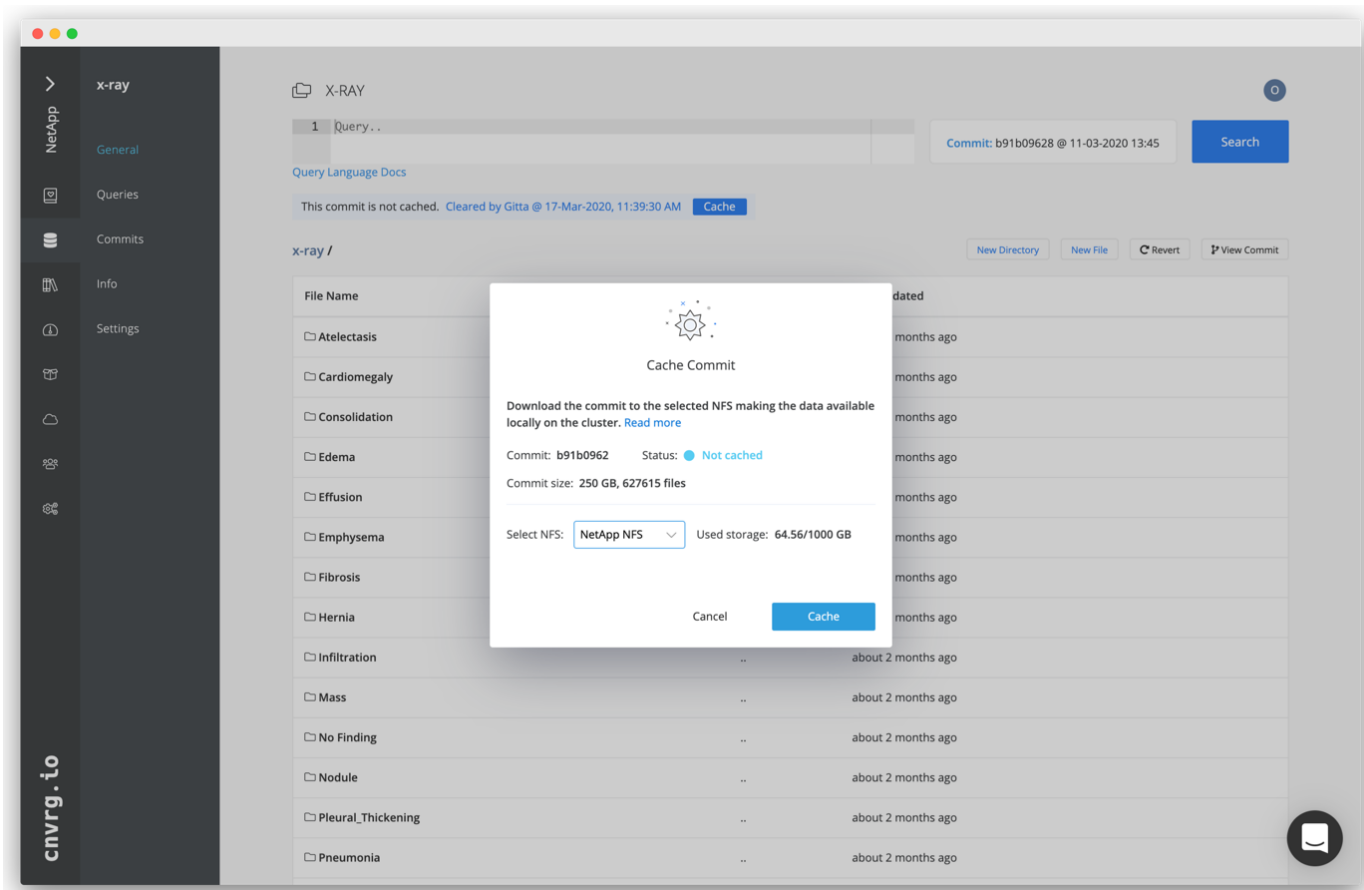 NetApp
cnvrg.io
x-ray
General
Queries
Commits
Info
Settings
X-RAY
O
1 Query..
Commit: b91b09628 @ 11-03-2020 13:45
Search
Query Language Docs
This commit is not cached. Cleared by Gitta @ 17-Mar-2020, 11:39:30 AM Cache
x-ray /
New Directory
New File
Revert
View Commit
File Name dated
Atelectasis months ago
Cardiomegaly months ago
Consolidation months ago
Edema months ago
Effusion months ago
Emphysema months ago
Fibrosis months ago
Hernia months ago
Infiltration .. about 2 months ago
Mass .. about 2 months ago
No Finding .. about 2 months ago
Nodule .. about 2 months ago
Pleural_Thickening .. about 2 months ago
Pneumonia .. about 2 months ago
Cache Commit
Download the commit to the selected NFS making the data available
locally on the cluster. Read more
Commit: b91b0962 Status: Not cached
Commit size: 250 GB, 627615 files
Select NFS: NetApp NFS Used storage: 64.56/1000 GB
Cancel
Cache